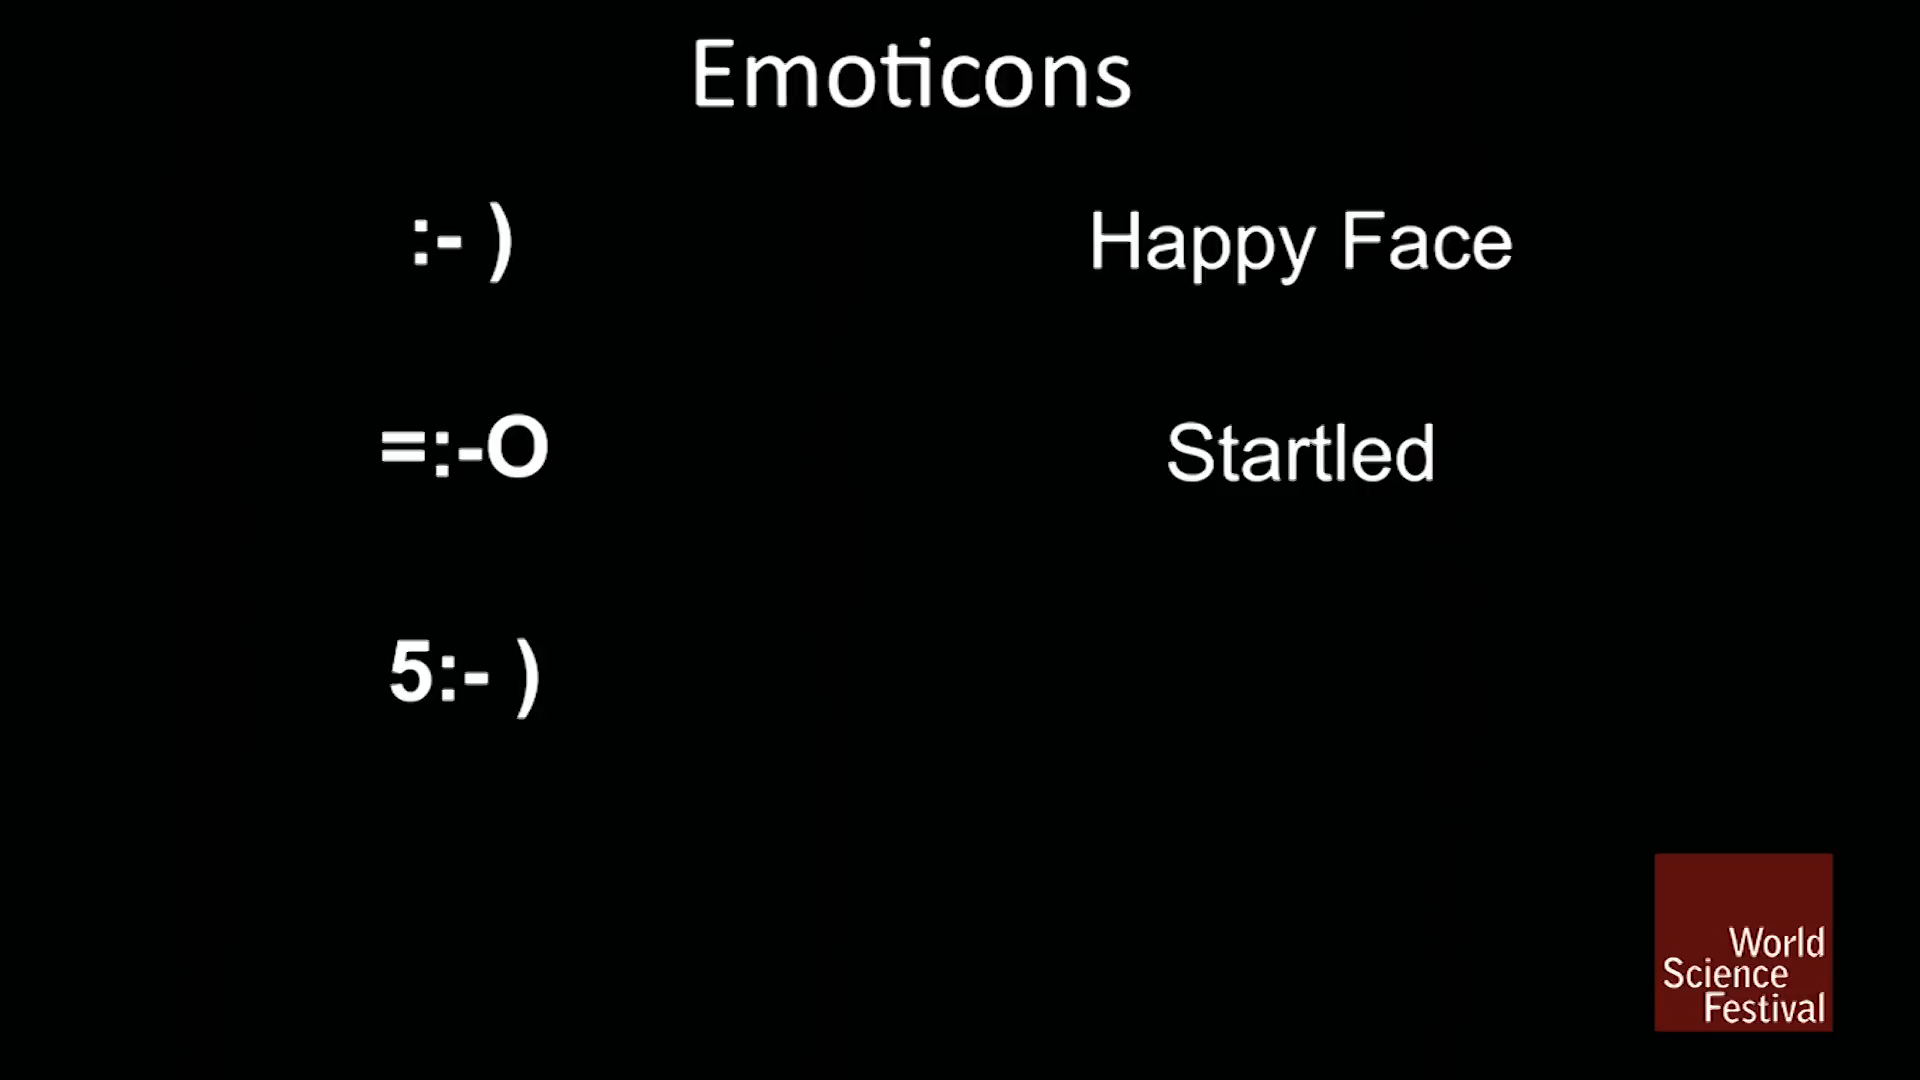 Emoticons
:- ) Happy Face
=:-O Startled
5:- )
World
Science
Festival